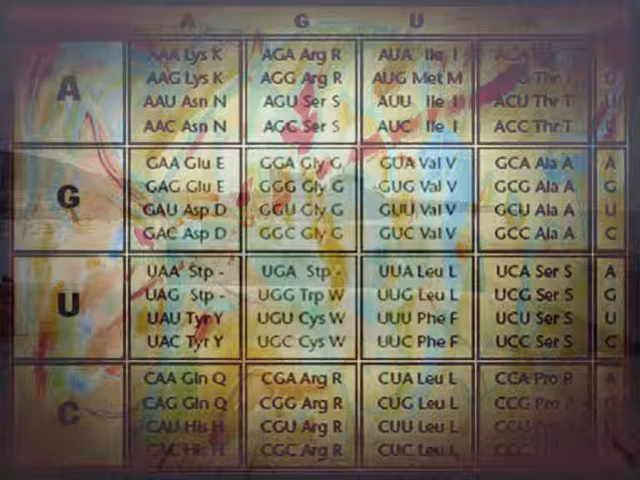 A G U
A
AAA Lys K AGA Arg R AUA Ile I
AAG Lys K AGG Arg R AUG Met M Thr
AAU Asn N AGU Ser S AUU Ile I ACU Thr T U
AAC Asn N AGC Ser S AUC Ile I ACC Thr T
G
GAA Glu E GGA Gly G GUA Val V GCA Ala A A
GAG Glu E GGG Gly G GUG Val V GCG Ala A G
GAU Asp D GGU Gly G GUU Val V GCU Ala A U
GAC Asp D GGC Gly G GUC Val V GCC Ala A C
U
UAA Stp - UGA Stp - UUA Leu L UCA Ser S A
UAG Stp - UGG Trp W UUG Leu L UCG Ser S G
UAU Tyr Y UGU Cys W UUU Phe F UCU Ser S U
UAC Tyr Y UGC Cys W UUC Phe F UCC Ser S C
C
CAA Gln Q CGA Arg R CUA Leu L CCA Pro P A
CAG Gln Q CGG Arg R CUG Leu L CCG Pro P
CAU His H CGU Arg R CUU Leu L
CAC His H CGC Arg R CUC Leu L